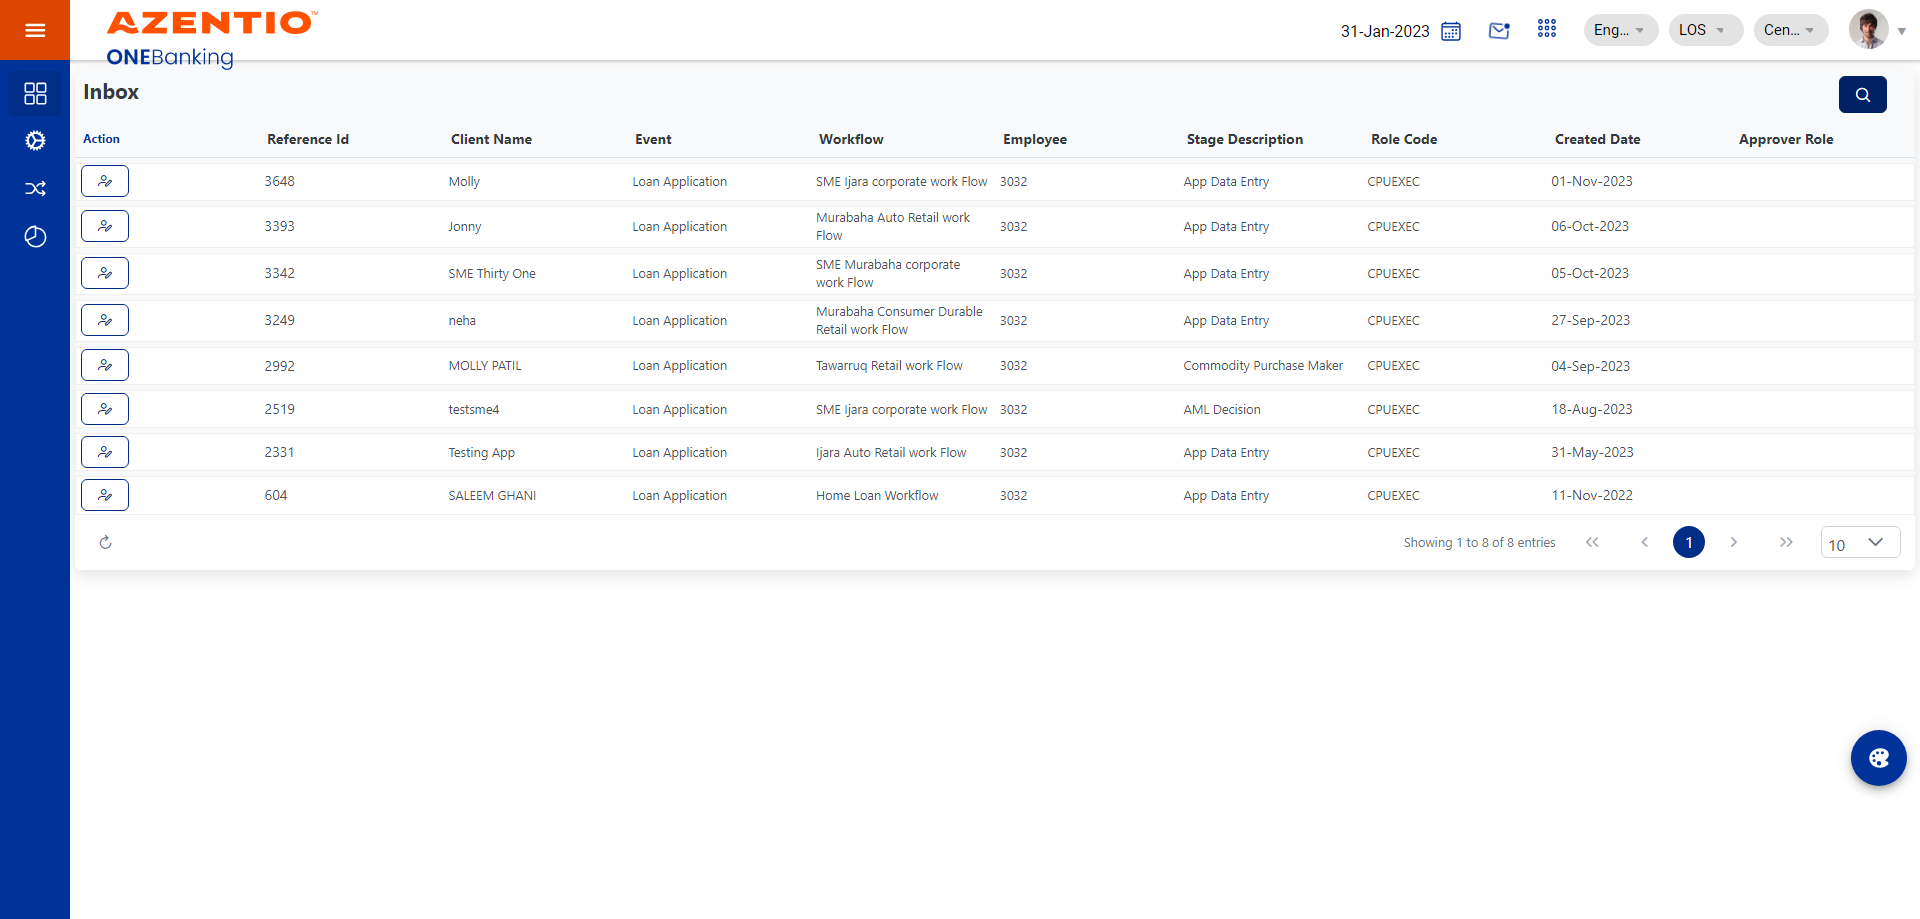 AZENTIO™
ONEBanking
31-Jan-2023 Eng... LOS Cen...
Inbox
Action Reference Id Client Name Event Workflow Employee Stage Description Role Code Created Date Approver Role
3648 Molly Loan Application SME Ijara corporate work Flow 3032 App Data Entry CPUEXEC 01-Nov-2023
3393 Jonny Loan Application Murabaha Auto Retail work Flow 3032 App Data Entry CPUEXEC 06-Oct-2023
3342 SME Thirty One Loan Application SME Murabaha corporate work Flow 3032 App Data Entry CPUEXEC 05-Oct-2023
3249 neha Loan Application Murabaha Consumer Durable Retail work Flow 3032 App Data Entry CPUEXEC 27-Sep-2023
2992 MOLLY PATIL Loan Application Tawarruq Retail work Flow 3032 Commodity Purchase Maker CPUEXEC 04-Sep-2023
2519 testsme4 Loan Application SME Ijara corporate work Flow 3032 AML Decision CPUEXEC 18-Aug-2023
2331 Testing App Loan Application Ijara Auto Retail work Flow 3032 App Data Entry CPUEXEC 31-May-2023
604 SALEEM GHANI Loan Application Home Loan Workflow 3032 App Data Entry CPUEXEC 11-Nov-2022
Showing 1 to 8 of 8 entries 1 10